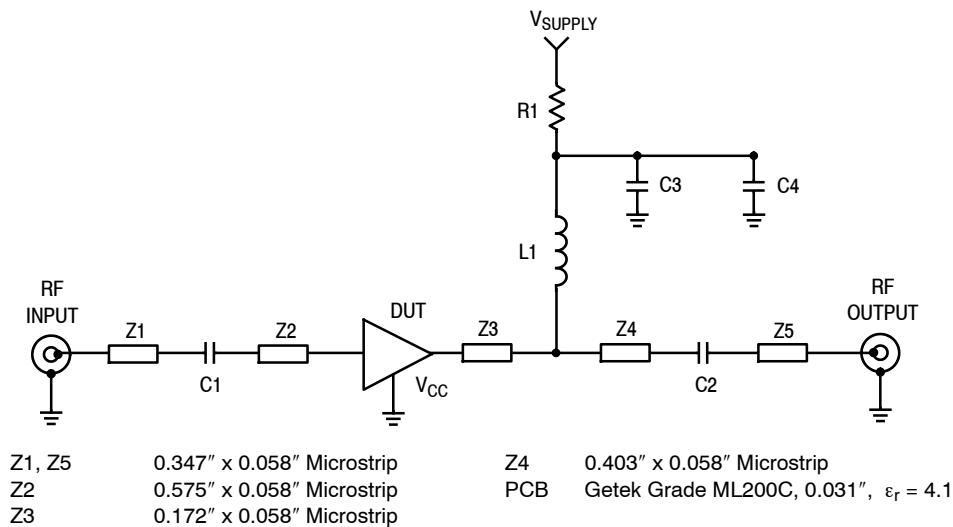 VSUPPLY
R1
C3
C4
L1
RF
INPUT
Z1
C1
Z2
DUT
VCC
Z3
Z4
C2
Z5
RF
OUTPUT
Z1, Z5 0.347″ x 0.058″ Microstrip
Z2 0.575″ x 0.058″ Microstrip
Z3 0.172″ x 0.058″ Microstrip
Z4 0.403″ x 0.058″ Microstrip
PCB Getek Grade ML200C, 0.031″, εr = 4.1